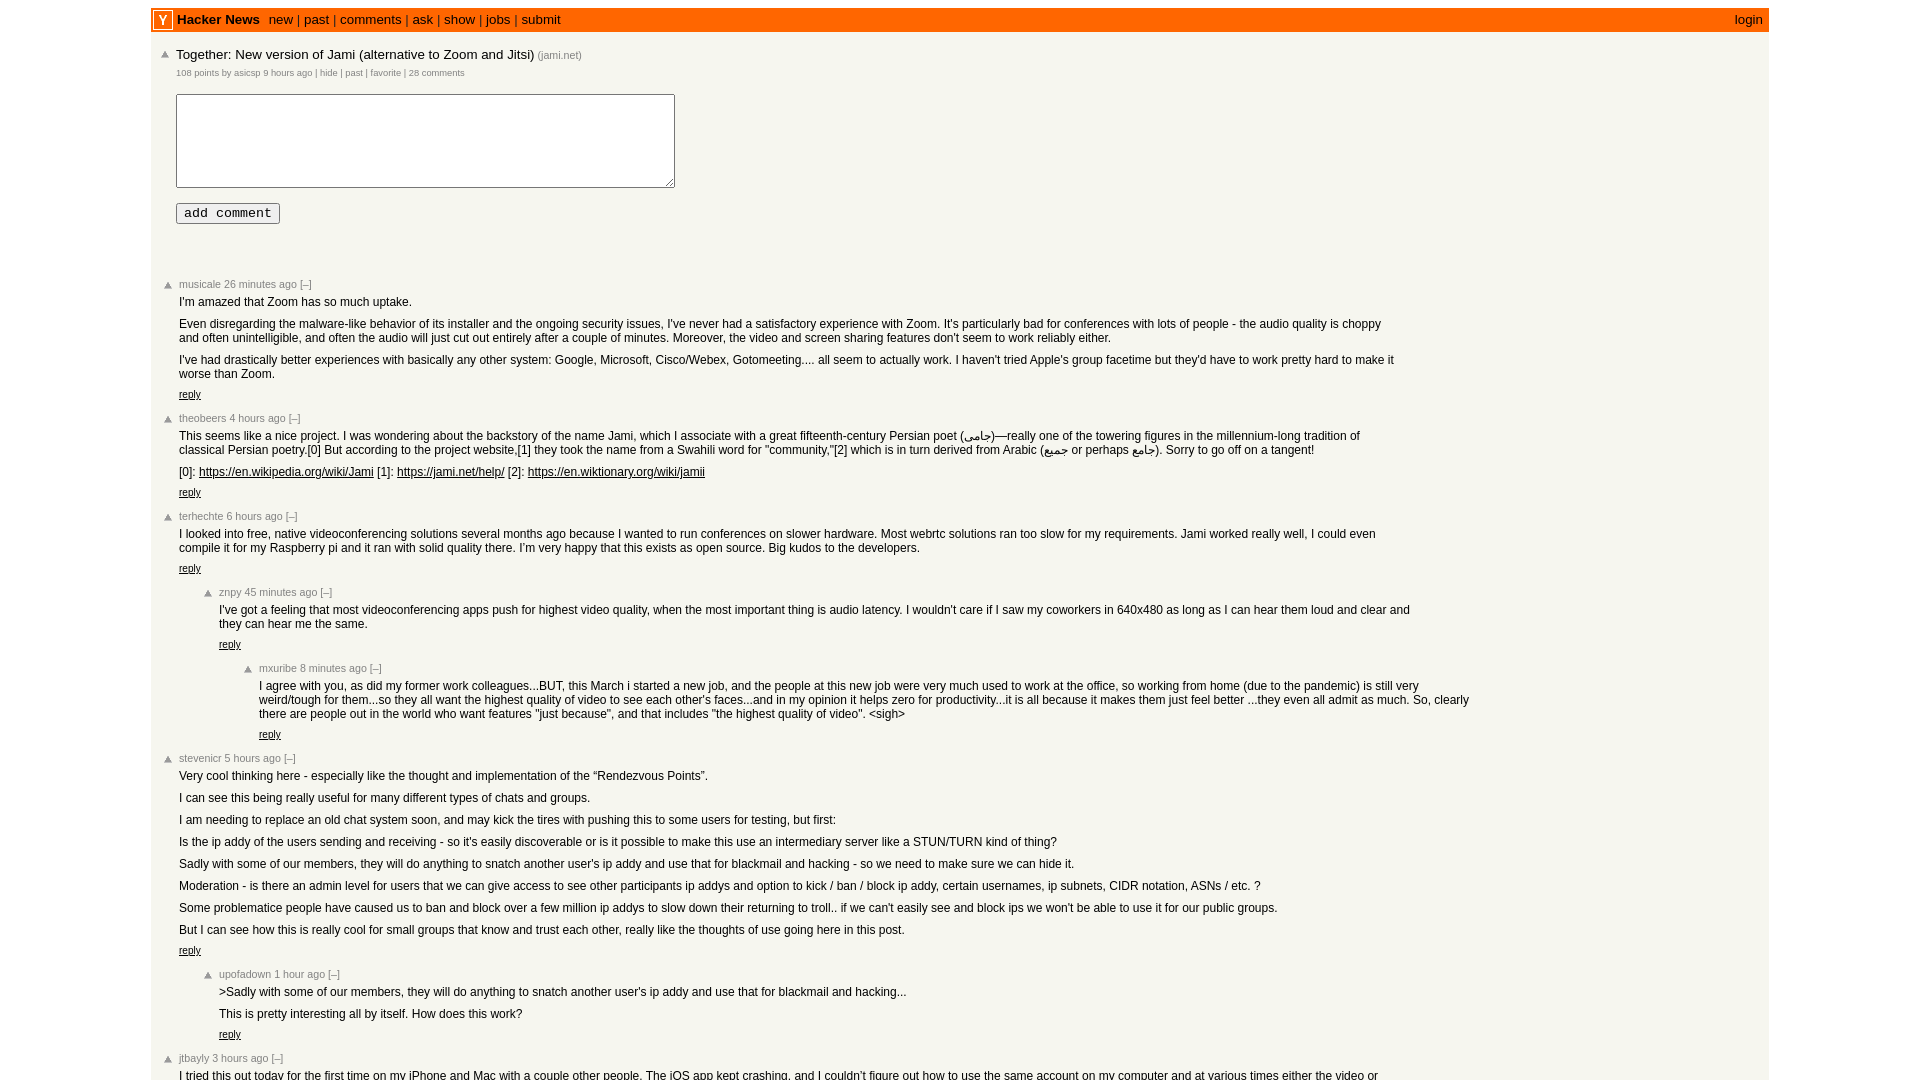 Y Hacker News new | past | comments | ask | show | jobs | submit login
Together: New version of Jami (alternative to Zoom and Jitsi) (jami.net)
108 points by asicsp 9 hours ago | hide | past | favorite | 28 comments
add comment
musicale 26 minutes ago [–]
I'm amazed that Zoom has so much uptake.
Even disregarding the malware-like behavior of its installer and the ongoing security issues, I've never had a satisfactory experience with Zoom. It's particularly bad for conferences with lots of people - the audio quality is choppy
and often unintelligible, and often the audio will just cut out entirely after a couple of minutes. Moreover, the video and screen sharing features don't seem to work reliably either.
I've had drastically better experiences with basically any other system: Google, Microsoft, Cisco/Webex, Gotomeeting.... all seem to actually work. I haven't tried Apple's group facetime but they'd have to work pretty hard to make it
worse than Zoom.
reply
theobeers 4 hours ago [–]
This seems like a nice project. I was wondering about the backstory of the name Jami, which I associate with a great fifteenth-century Persian poet (جامی)—really one of the towering figures in the millennium-long tradition of
classical Persian poetry.[0] But according to the project website,[1] they took the name from a Swahili word for "community,"[2] which is in turn derived from Arabic (جميع or perhaps جامع). Sorry to go off on a tangent!
[0]: https://en.wikipedia.org/wiki/Jami [1]: https://jami.net/help/ [2]: https://en.wiktionary.org/wiki/jamii
reply
terhechte 6 hours ago [–]
I looked into free, native videoconferencing solutions several months ago because I wanted to run conferences on slower hardware. Most webrtc solutions ran too slow for my requirements. Jami worked really well, I could even
compile it for my Raspberry pi and it ran with solid quality there. I'm very happy that this exists as open source. Big kudos to the developers.
reply
znpy 45 minutes ago [–]
I've got a feeling that most videoconferencing apps push for highest video quality, when the most important thing is audio latency. I wouldn't care if I saw my coworkers in 640x480 as long as I can hear them loud and clear and
they can hear me the same.
reply
mxuribe 8 minutes ago [–]
I agree with you, as did my former work colleagues...BUT, this March i started a new job, and the people at this new job were very much used to work at the office, so working from home (due to the pandemic) is still very
weird/tough for them...so they all want the highest quality of video to see each other's faces...and in my opinion it helps zero for productivity...it is all because it makes them just feel better ...they even all admit as much. So, clearly
there are people out in the world who want features "just because", and that includes "the highest quality of video". <sigh>
reply
stevenicr 5 hours ago [–]
Very cool thinking here - especially like the thought and implementation of the “Rendezvous Points”.
I can see this being really useful for many different types of chats and groups.
I am needing to replace an old chat system soon, and may kick the tires with pushing this to some users for testing, but first:
Is the ip addy of the users sending and receiving - so it's easily discoverable or is it possible to make this use an intermediary server like a STUN/TURN kind of thing?
Sadly with some of our members, they will do anything to snatch another user's ip addy and use that for blackmail and hacking - so we need to make sure we can hide it.
Moderation - is there an admin level for users that we can give access to see other participants ip addys and option to kick / ban / block ip addy, certain usernames, ip subnets, CIDR notation, ASNs / etc. ?
Some problematice people have caused us to ban and block over a few million ip addys to slow down their returning to troll.. if we can't easily see and block ips we won't be able to use it for our public groups.
But I can see how this is really cool for small groups that know and trust each other, really like the thoughts of use going here in this post.
reply
upofadown 1 hour ago [–]
>Sadly with some of our members, they will do anything to snatch another user's ip addy and use that for blackmail and hacking...
This is pretty interesting all by itself. How does this work?
reply
jtbayly 3 hours ago [–]
I tried this out today for the first time on my iPhone and Mac with a couple other people. The iOS app kept crashing, and I couldn't figure out how to use the same account on my computer and at various times either the video or